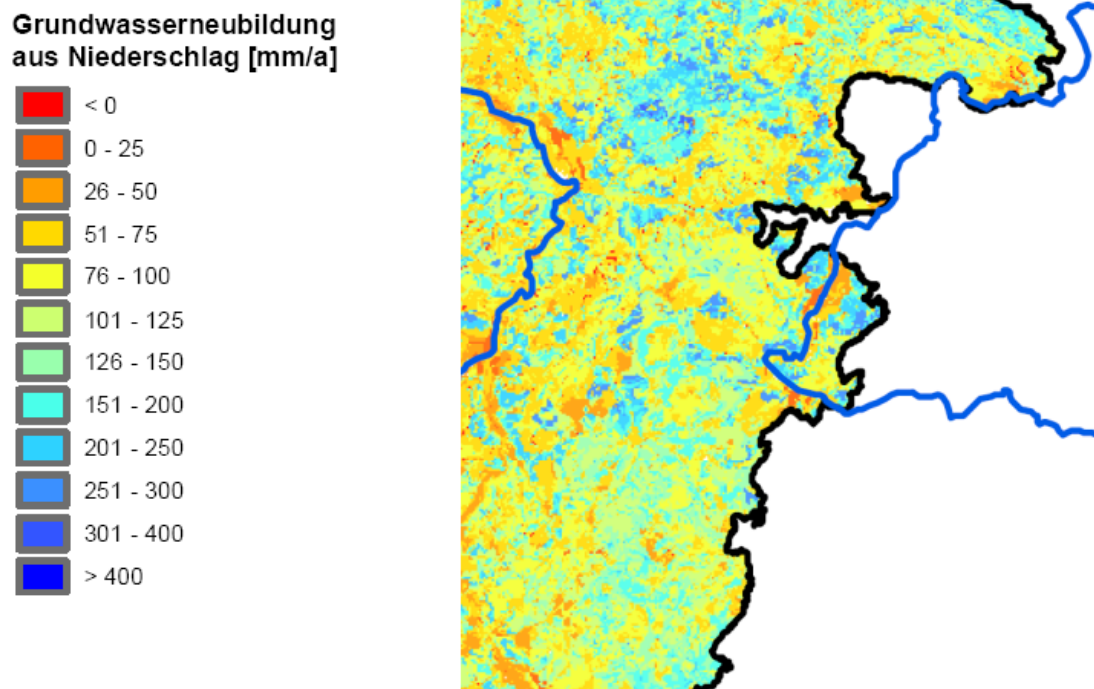 Grundwasserneubildung
aus Niederschlag [mm/a]
< 0
0 - 25
26 - 50
51 - 75
76 - 100
101 - 125
126 - 150
151 - 200
201 - 250
251 - 300
301 - 400
> 400